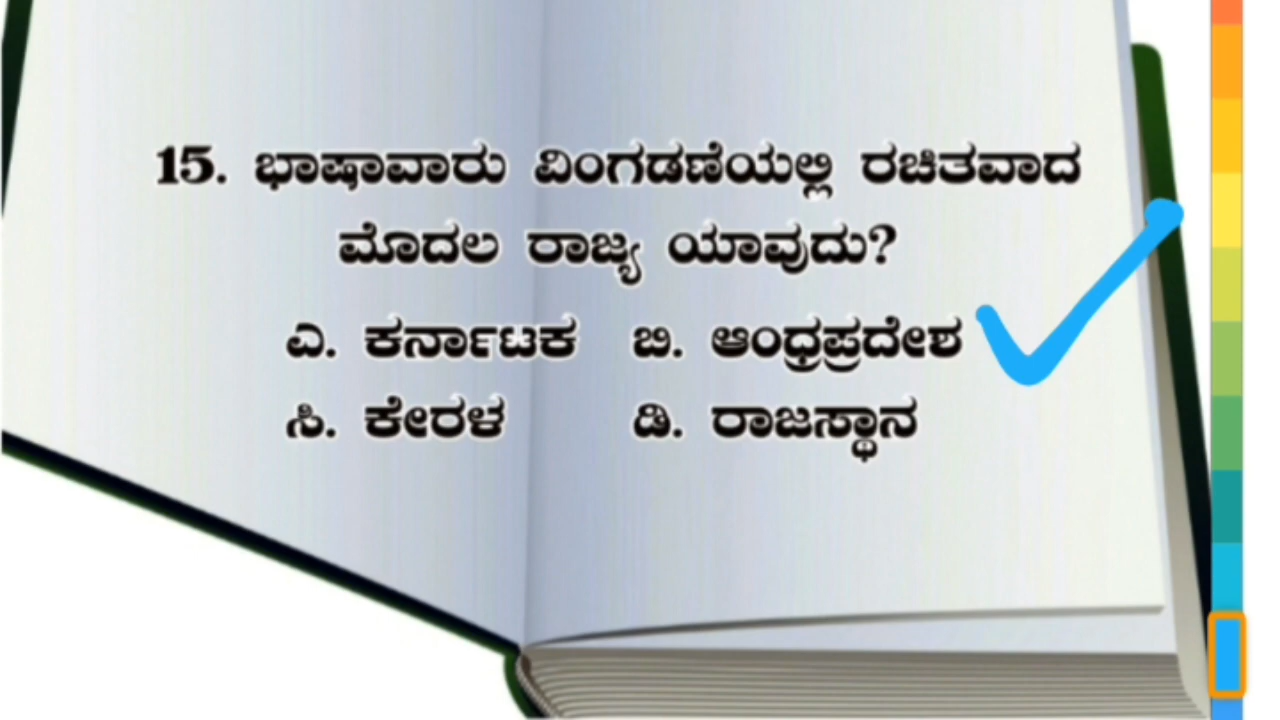 15. ಭಾಷಾವಾರು ವಿಂಗಡಣೆಯಲ್ಲಿ ರಚಿತವಾದ
ಮೊದಲ ರಾಜ್ಯ ಯಾವುದು?
ಎ. ಕರ್ನಾಟಕ ಬಿ. ಆಂಧ್ರಪ್ರದೇಶ
ಸಿ. ಕೇರಳ ಡಿ. ರಾಜಸ್ಥಾನ